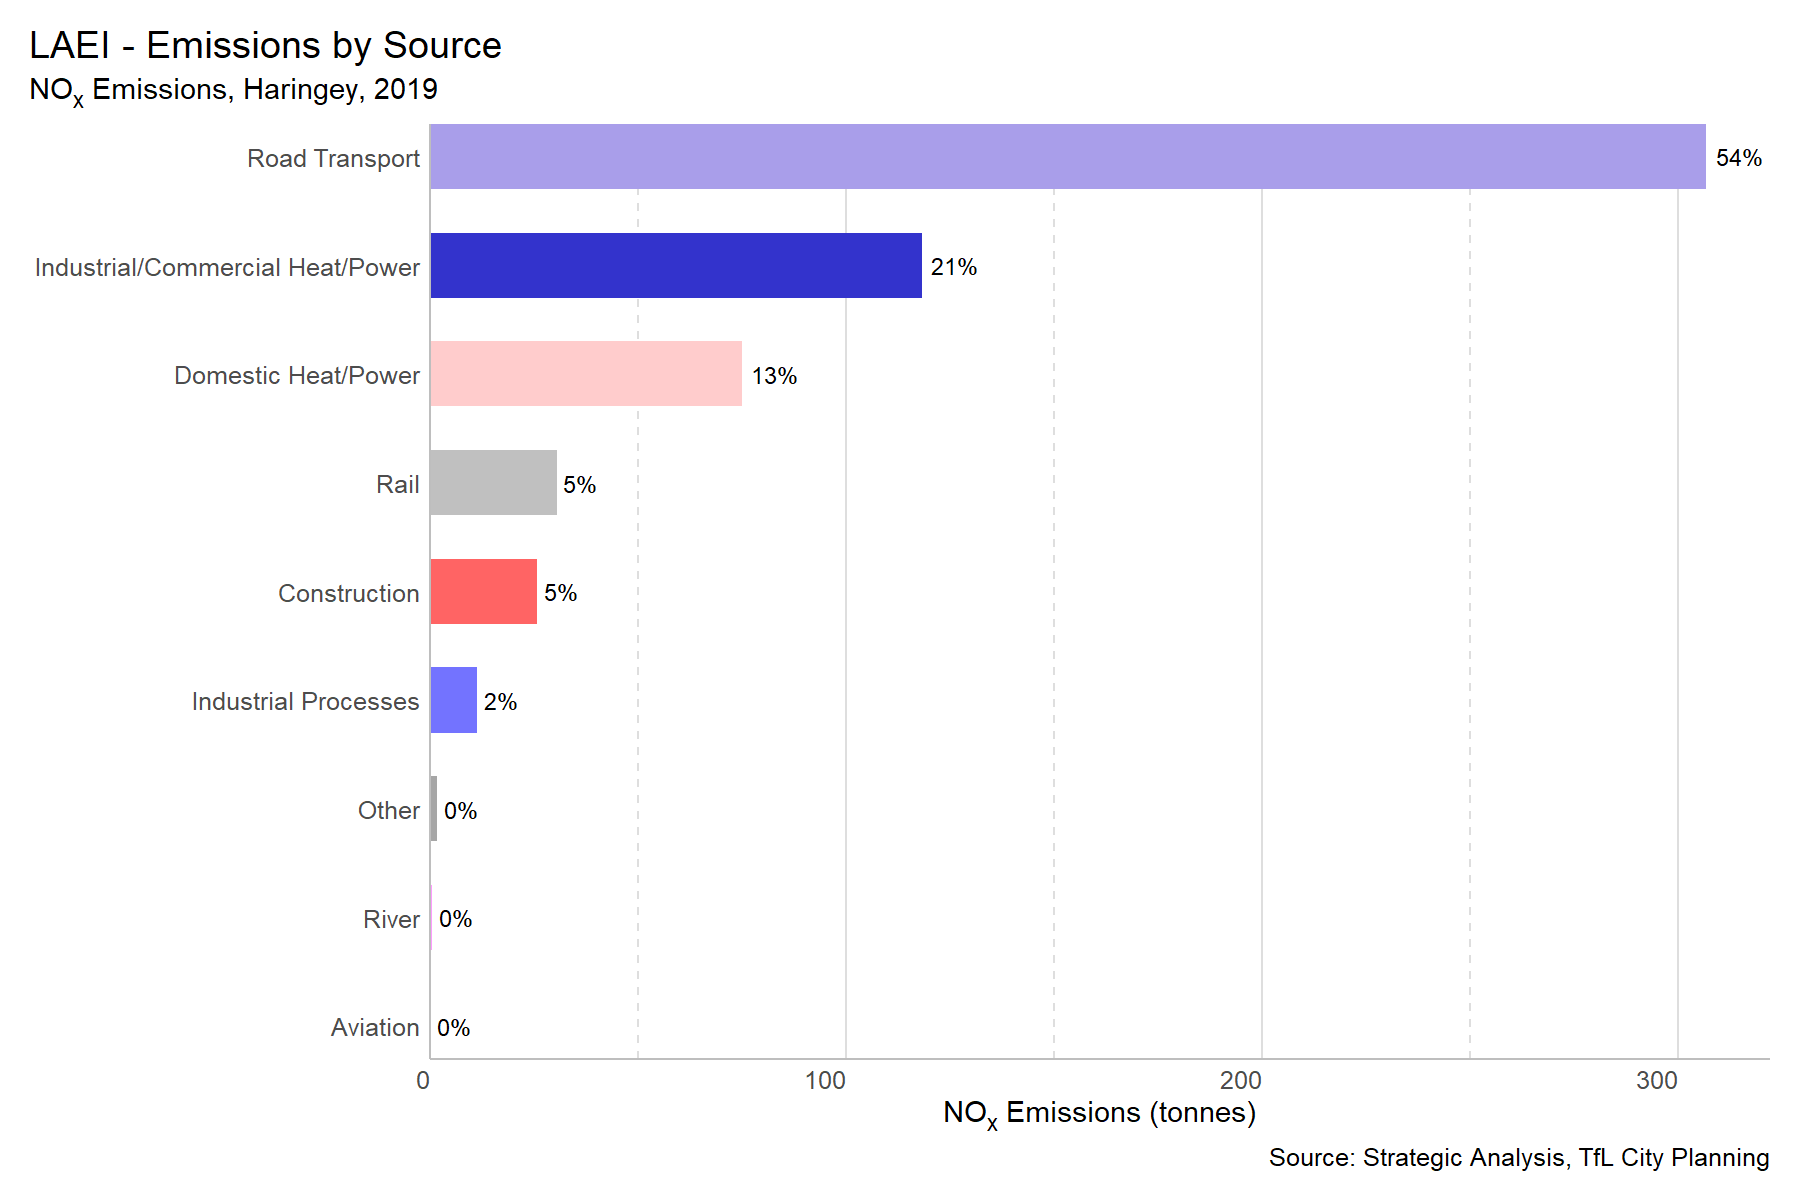 LAEI - Emissions by Source
NOx Emissions, Haringey, 2019
Road Transport 54%
Industrial/Commercial Heat/Power 21%
Domestic Heat/Power 13%
Rail 5%
Construction 5%
Industrial Processes 2%
Other 0%
River 0%
Aviation 0%
0 100 200 300
NOx Emissions (tonnes)
Source: Strategic Analysis, TfL City Planning